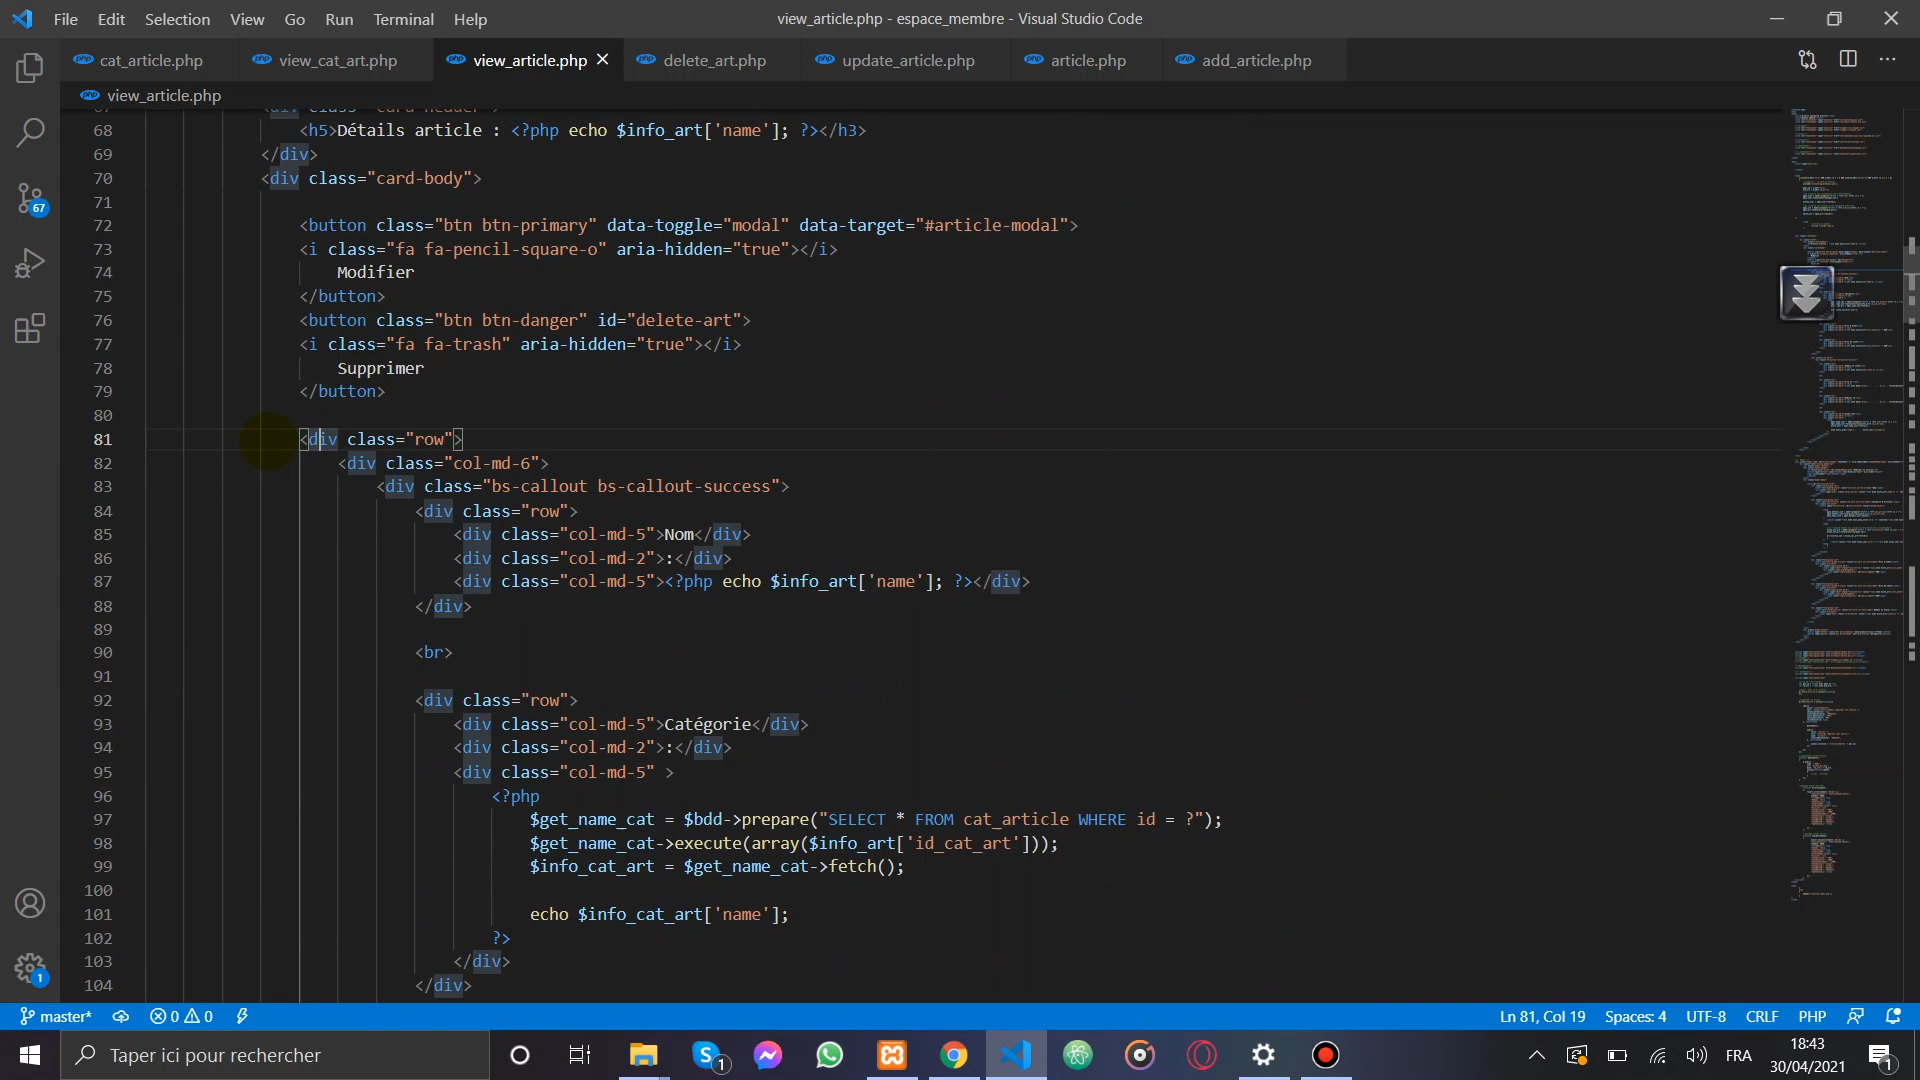 File Edit Selection View Go Run Terminal Help
view_article.php - espace_membre - Visual Studio Code
cat_article.php view_cat_art.php view_article.php delete_art.php update_article.php article.php add_article.php
view_article.php
68 <h5>Détails article : <?php echo $info_art['name']; ?></h3>
69 </div>
70 <div class="card-body">
71
72 <button class="btn btn-primary" data-toggle="modal" data-target="#article-modal">
73 <i class="fa fa-pencil-square-o" aria-hidden="true"></i>
74 Modifier
75 </button>
76 <button class="btn btn-danger" id="delete-art">
77 <i class="fa fa-trash" aria-hidden="true"></i>
78 Supprimer
79 </button>
80
81 <div class="row">
82 <div class="col-md-6">
83 <div class="bs-callout bs-callout-success">
84 <div class="row">
85 <div class="col-md-5">Nom</div>
86 <div class="col-md-2">:</div>
87 <div class="col-md-5"><?php echo $info_art['name']; ?></div>
88 </div>
89
90 <br>
91
92 <div class="row">
93 <div class="col-md-5">Catégorie</div>
94 <div class="col-md-2">:</div>
95 <div class="col-md-5" >
96 <?php
97 $get_name_cat = $bdd->prepare("SELECT * FROM cat_article WHERE id = ?");
98 $get_name_cat->execute(array($info_art['id_cat_art']));
99 $info_cat_art = $get_name_cat->fetch();
100
101 echo $info_cat_art['name'];
102 ?>
103 </div>
104 </div>
67
1
master* 0 0 Ln 81, Col 19 Spaces: 4 UTF-8 CRLF PHP
Taper ici pour rechercher
1
FRA
18:43
30/04/2021
1